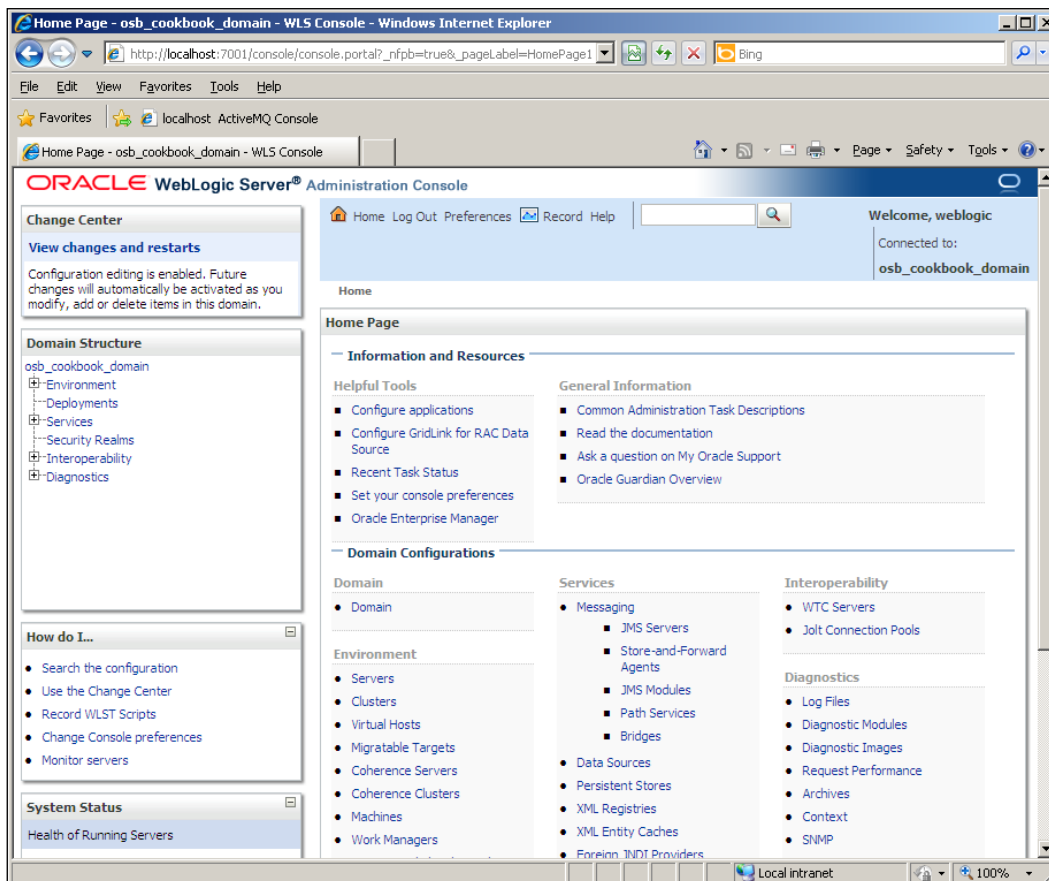 Home Page - osb_cookbook_domain - WLS Console - Windows Internet Explorer
http://localhost:7001/console/console.portal?_nfpb=true&_pageLabel=HomePage1
Bing
File Edit View Favorites Tools Help
Favorites localhost ActiveMQ Console
Home Page - osb_cookbook_domain - WLS Console
Page Safety Tools
ORACLE WebLogic Server® Administration Console
Change Center
View changes and restarts
Configuration editing is enabled. Future
changes will automatically be activated as you
modify, add or delete items in this domain.
Domain Structure
osb_cookbook_domain
Environment
Deployments
Services
Security Realms
Interoperability
Diagnostics
How do I...
Search the configuration
Use the Change Center
Record WLST Scripts
Change Console preferences
Monitor servers
System Status
Health of Running Servers
Home Log Out Preferences Record Help
Welcome, weblogic
Connected to:
osb_cookbook_domain
Home
Home Page
Information and Resources
Helpful Tools
Configure applications
Configure GridLink for RAC Data
Source
Recent Task Status
Set your console preferences
Oracle Enterprise Manager
General Information
Common Administration Task Descriptions
Read the documentation
Ask a question on My Oracle Support
Oracle Guardian Overview
Domain Configurations
Domain
Domain
Environment
Servers
Clusters
Virtual Hosts
Migratable Targets
Coherence Servers
Coherence Clusters
Machines
Work Managers
Services
Messaging
JMS Servers
Store-and-Forward
Agents
JMS Modules
Path Services
Bridges
Data Sources
Persistent Stores
XML Registries
XML Entity Caches
Foreign JNDI Providers
Interoperability
WTC Servers
Jolt Connection Pools
Diagnostics
Log Files
Diagnostic Modules
Diagnostic Images
Request Performance
Archives
Context
SNMP
Local intranet
100%